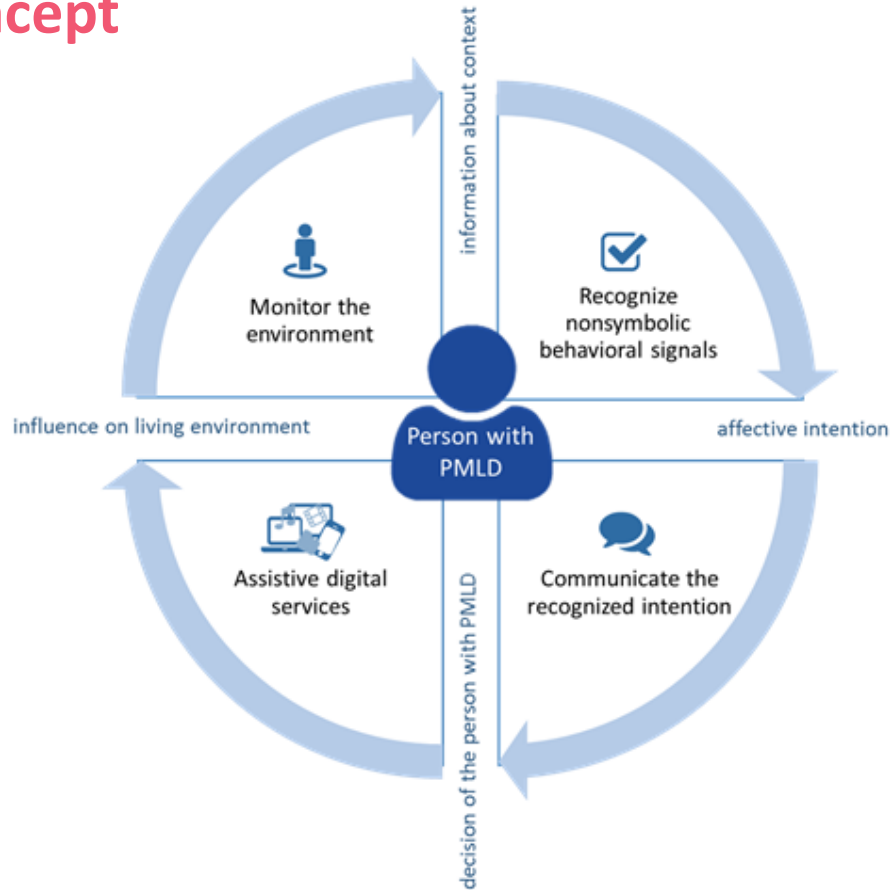 ncept
information about context
Monitor the
environment
Recognize
nonsymbolic
behavioral signals
influence on living environment
Person with
PMLD
affective intention
Assistive digital
services
Communicate the
recognized intention
decision of the person with PMLD